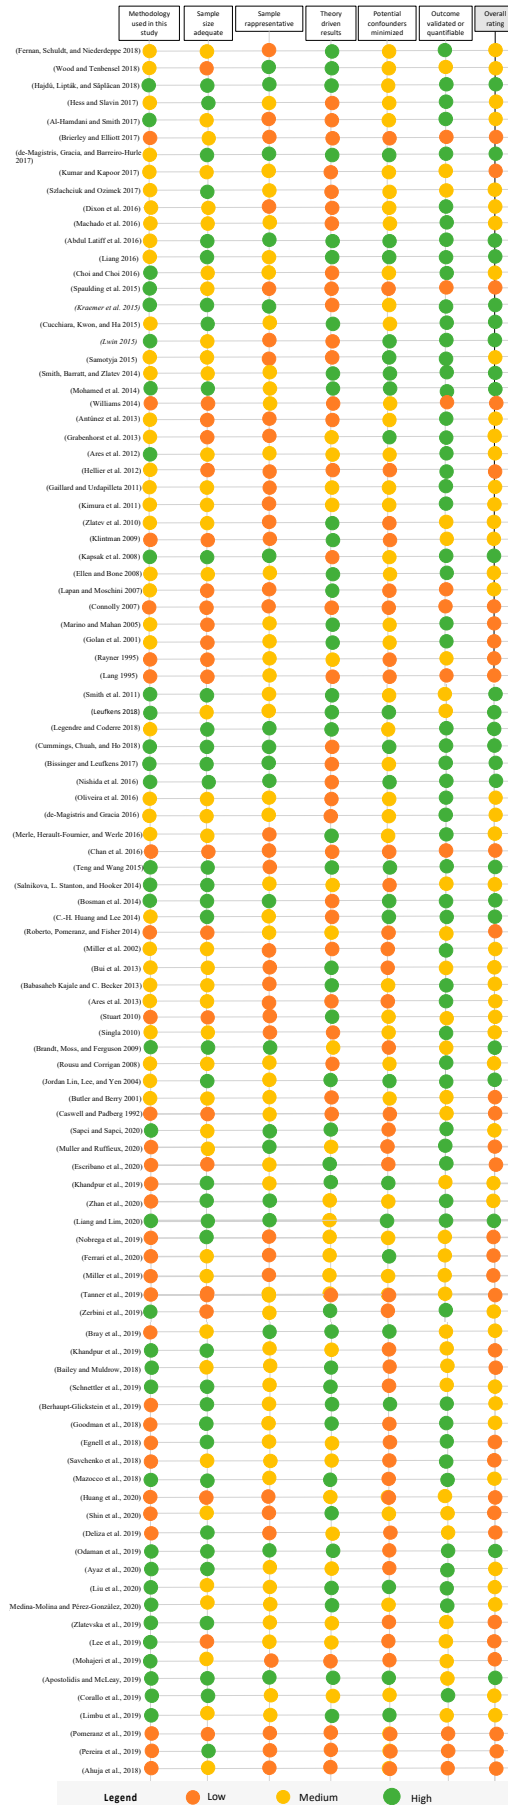 Methodology used in this study
Sample size adequate
Sample rappresentative
Theory driven results
Potential confounders minimized
Outcome validated or quantifiable
Overall rating
(Fernan, Schuldt, and Niederdeppe 2018)
(Wood and Tenbensel 2018)
(Hajdú, Lipták, and Săplăcan 2018)
(Hess and Slavin 2017)
(Al-Hamdani and Smith 2017)
(Brierley and Elliott 2017)
(de-Magistris, Gracia, and Barreiro-Hurle
2017)
(Kumar and Kapoor 2017)
(Szlachciuk and Ozimek 2017)
(Dixon et al. 2016)
(Machado et al. 2016)
(Abdul Latiff et al. 2016)
(Liang 2016)
(Choi and Choi 2016)
(Spaulding et al. 2015)
(Kraemer et al. 2015)
(Cucchiara, Kwon, and Ha 2015)
(Lwin 2015)
(Samotyja 2015)
(Smith, Barratt, and Zlatev 2014)
(Mohamed et al. 2014)
(Williams 2014)
(Antúnez et al. 2013)
(Grabenhorst et al. 2013)
(Ares et al. 2012)
(Hellier et al. 2012)
(Gaillard and Urdapilleta 2011)
(Kimura et al. 2011)
(Zlatev et al. 2010)
(Klintman 2009)
(Kapsak et al. 2008)
(Ellen and Bone 2008)
(Lapan and Moschini 2007)
(Connolly 2007)
(Marino and Mahan 2005)
(Golan et al. 2001)
(Rayner 1995)
(Lang 1995)
(Smith et al. 2011)
(Leufkens 2018)
(Legendre and Coderre 2018)
(Cummings, Chuah, and Ho 2018)
(Bissinger and Leufkens 2017)
(Nishida et al. 2016)
(Oliveira et al. 2016)
(de-Magistris and Gracia 2016)
(Merle, Herault-Fournier, and Werle 2016)
(Chan et al. 2016)
(Teng and Wang 2015)
(Salnikova, L. Stanton, and Hooker 2014)
(Bosman et al. 2014)
(C.-H. Huang and Lee 2014)
(Roberto, Pomeranz, and Fisher 2014)
(Miller et al. 2002)
(Bui et al. 2013)
(Babasaheb Kajale and C. Becker 2013)
(Ares et al. 2013)
(Stuart 2010)
(Singla 2010)
(Brandt, Moss, and Ferguson 2009)
(Rousu and Corrigan 2008)
(Jordan Lin, Lee, and Yen 2004)
(Butler and Berry 2001)
(Caswell and Padberg 1992)
(Sapci and Sapci, 2020)
(Muller and Ruffieux, 2020)
(Escribano et al., 2020)
(Khandpur et al., 2019)
(Zhan et al., 2020)
(Liang and Lim, 2020)
(Nobrega et al., 2019)
(Ferrari et al., 2020)
(Miller et al., 2019)
(Tanner et al., 2019)
(Zerbini et al., 2019)
(Bray et al., 2019)
(Khandpur et al., 2019)
(Bailey and Muldrow, 2018)
(Schnettler et al., 2019)
(Berhaupt-Glickstein et al., 2019)
(Goodman et al., 2018)
(Egnell et al., 2018)
(Savchenko et al., 2018)
(Mazocco et al., 2018)
(Huang et al., 2020)
(Shin et al., 2020)
(Deliza et al. 2019)
(Odaman et al., 2019)
(Ayaz et al., 2020)
(Liu et al., 2020)
Medina-Molina and Pérez-González, 2020)
(Zlatevska et al., 2019)
(Lee et al., 2019)
(Mohajeri et al., 2019)
(Apostolidis and McLeay, 2019)
(Corallo et al., 2019)
(Limbu et al., 2019)
(Pomeranz et al., 2019)
(Pereira et al., 2019)
(Ahuja et al., 2018)
Legend Low Medium High